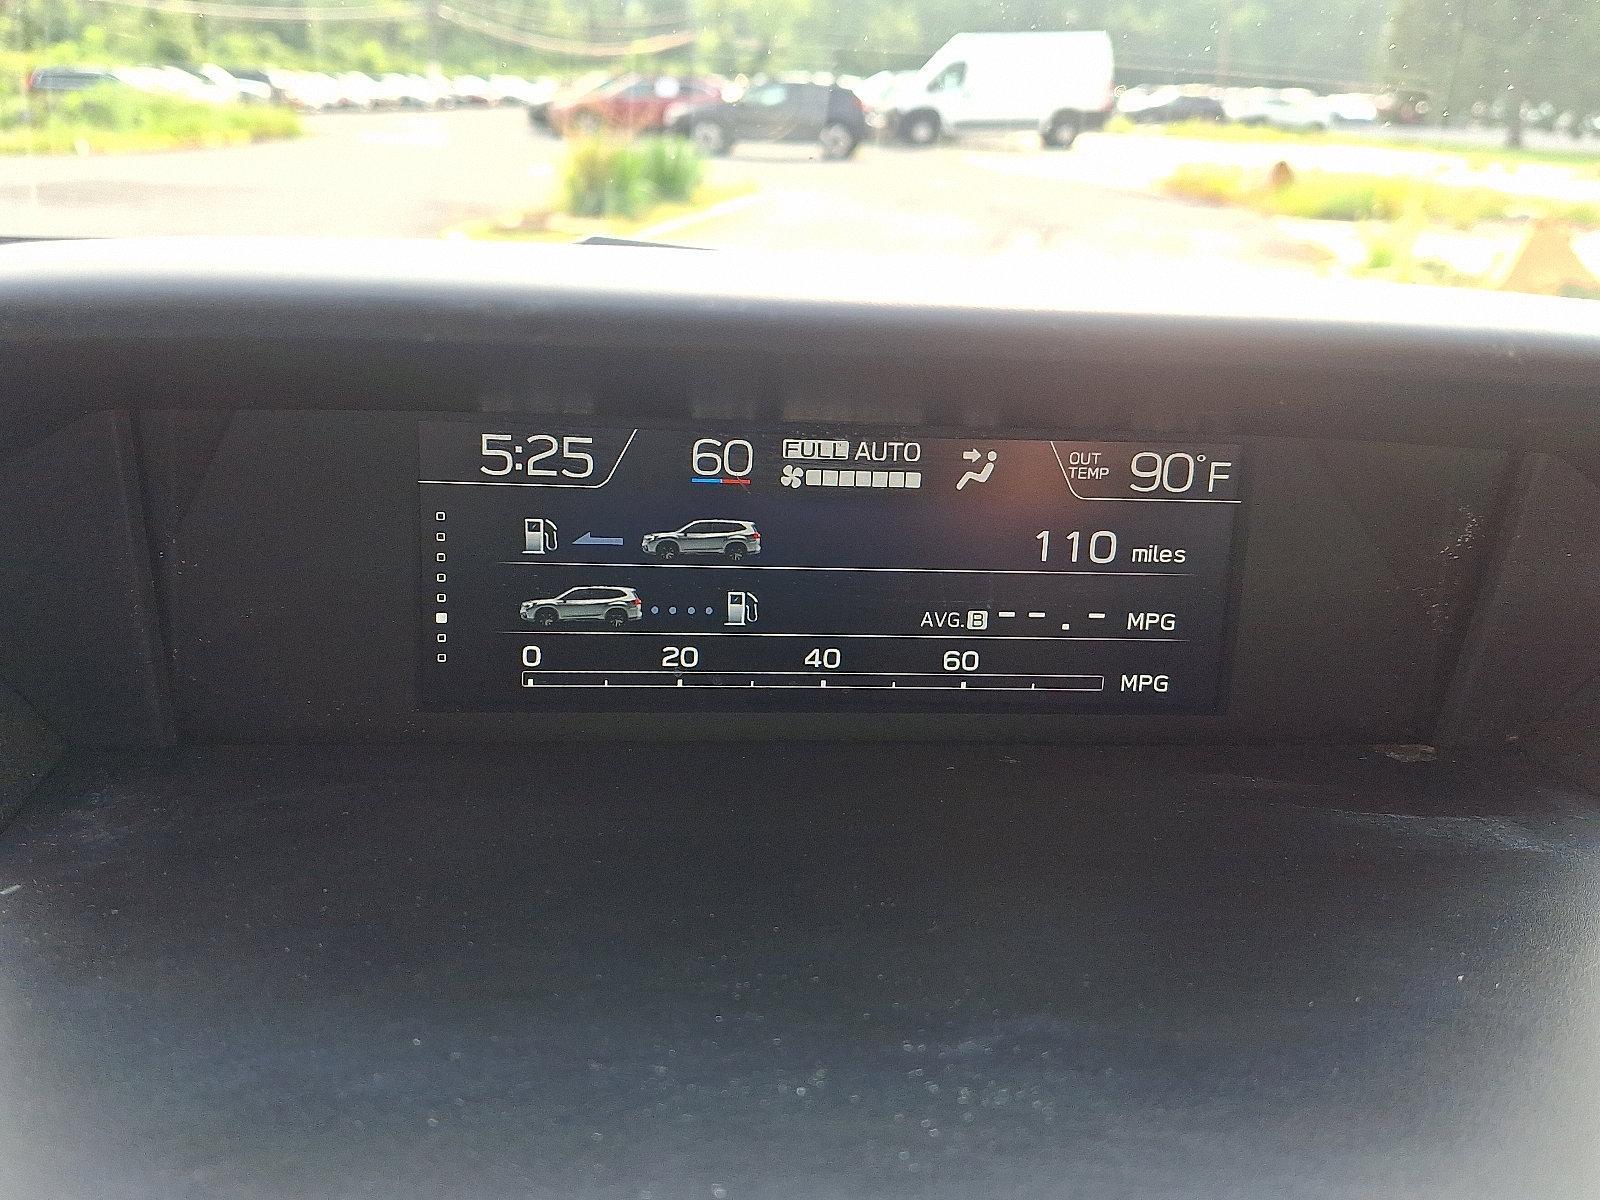 5:25 60 FULL AUTO OUT TEMP 90°F
110 miles
AVG. B --.- MPG
0 20 40 60
MPG